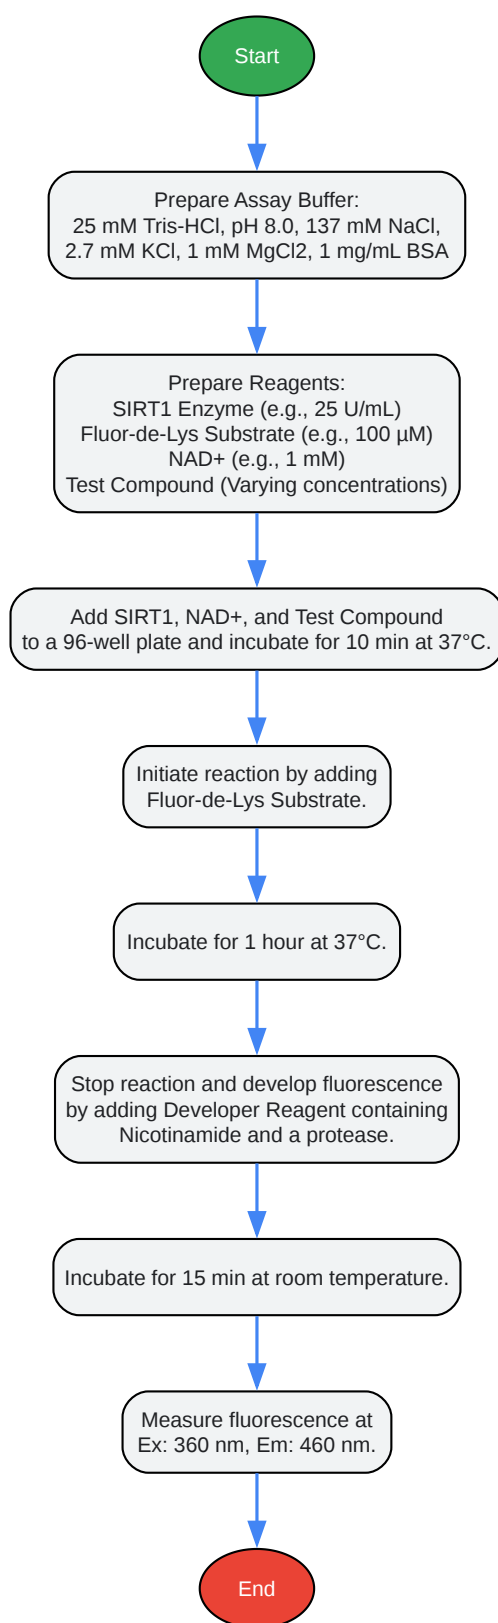 Start
Prepare Assay Buffer:
25 mM Tris-HCl, pH 8.0, 137 mM NaCl,
2.7 mM KCl, 1 mM MgCl2, 1 mg/mL BSA
Prepare Reagents:
SIRT1 Enzyme (e.g., 25 U/mL)
Fluor-de-Lys Substrate (e.g., 100 µM)
NAD+ (e.g., 1 mM)
Test Compound (Varying concentrations)
Add SIRT1, NAD+, and Test Compound
to a 96-well plate and incubate for 10 min at 37°C.
Initiate reaction by adding
Fluor-de-Lys Substrate.
Incubate for 1 hour at 37°C.
Stop reaction and develop fluorescence
by adding Developer Reagent containing
Nicotinamide and a protease.
Incubate for 15 min at room temperature.
Measure fluorescence at
Ex: 360 nm, Em: 460 nm.
End